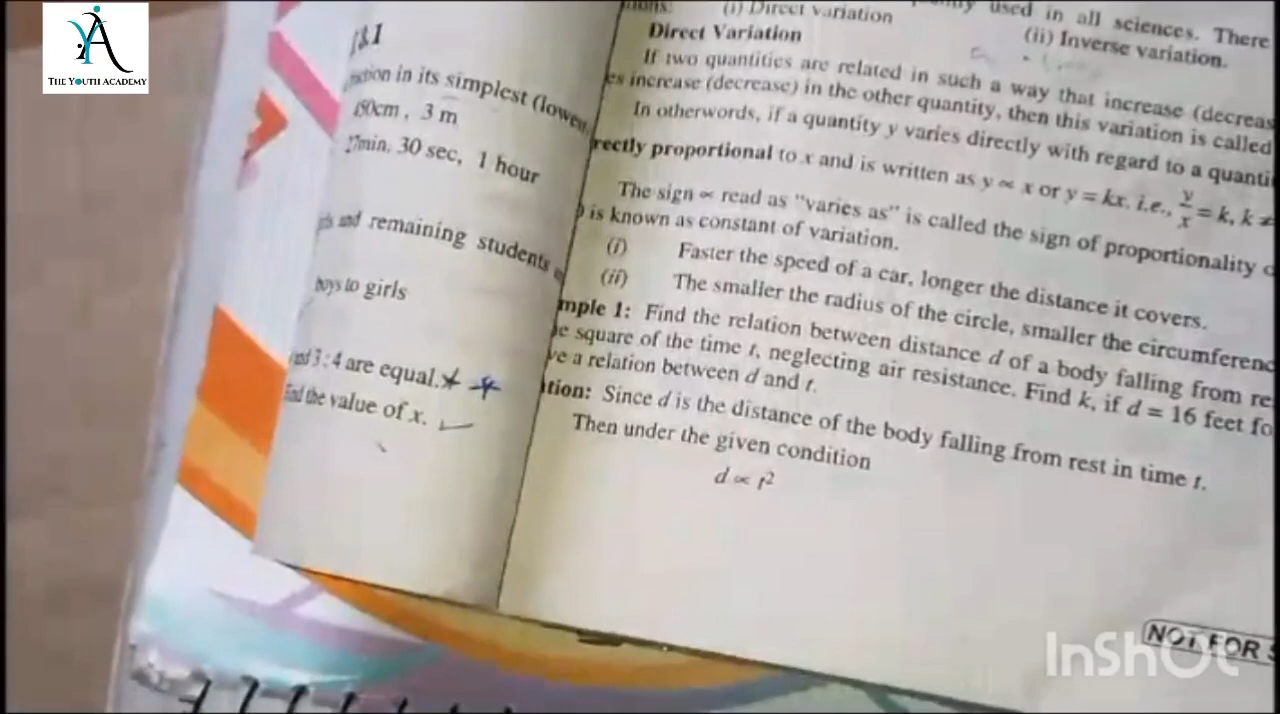 YA
THE YOUTH ACADEMY
in its simplest
cm, 3 m
min. 30 sec, 1 hour
and remaining students
boys to girls
3 : 4 are equal.
the value of x.
used in all sciences. There
(i) Direct variation
(ii) Inverse variation.
Direct Variation
If two quantities are related in such a way that increase (decreas
es increase (decrease) in the other quantity, then this variation is called
In otherwords, if a quantity y varies directly with regard to a quanti
rectly proportional to x and is written as y ∝ x or y = kx. i.e., y/x = k, k ≠
The sign ∝ read as "varies as" is called the sign of proportionality
is known as constant of variation.
(i) Faster the speed of a car, longer the distance it covers.
(ii) The smaller the radius of the circle, smaller the circumferenc
mple 1: Find the relation between distance d of a body falling from re
square of the time t, neglecting air resistance. Find k, if d = 16 feet fo
ve a relation between d and t.
tion: Since d is the distance of the body falling from rest in time t.
Then under the given condition
d ∝ t²
NOT FOR S
InShOt